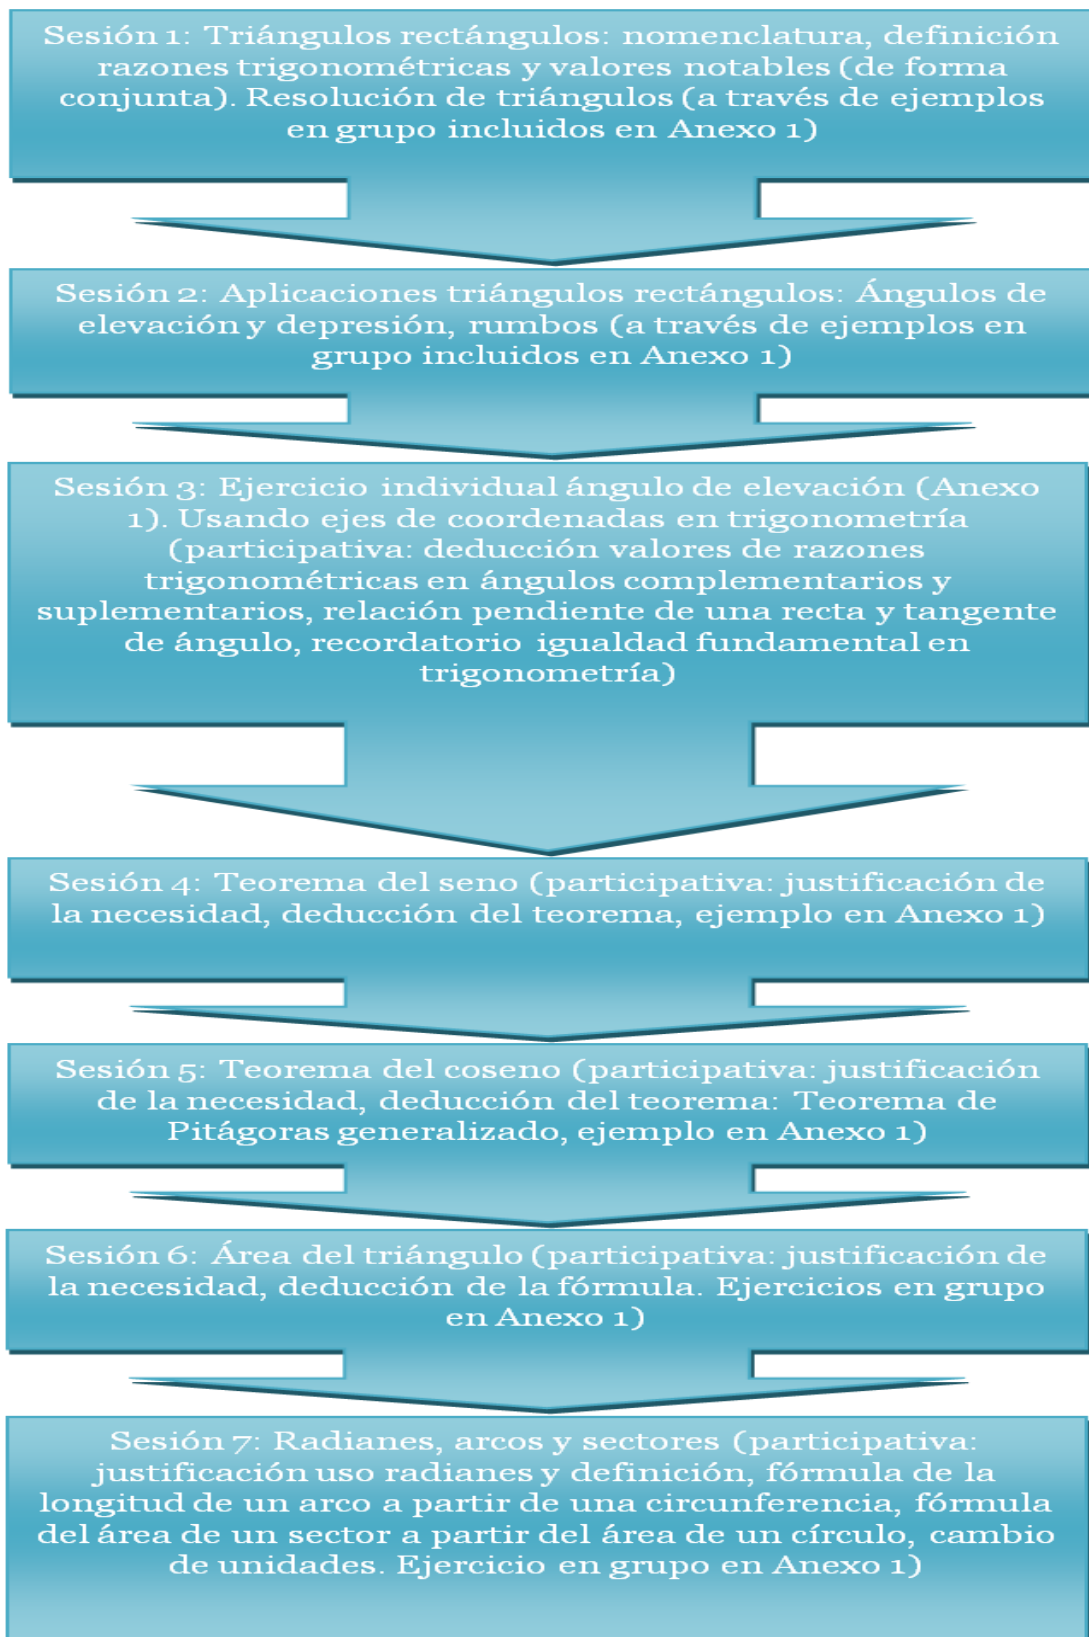 Sesión 1: Triángulos rectángulos: nomenclatura, definición
razones trigonométricas y valores notables (de forma
conjunta). Resolución de triángulos (a través de ejemplos
en grupo incluidos en Anexo 1)
Sesión 2: Aplicaciones triángulos rectángulos: Ángulos de
elevación y depresión, rumbos (a través de ejemplos en
grupo incluidos en Anexo 1)
Sesión 3: Ejercicio individual ángulo de elevación (Anexo
1). Usando ejes de coordenadas en trigonometría
(participativa: deducción valores de razones
trigonométricas en ángulos complementarios y
suplementarios, relación pendiente de una recta y tangente
de ángulo, recordatorio igualdad fundamental en
trigonometría)
Sesión 4: Teorema del seno (participativa: justificación de
la necesidad, deducción del teorema, ejemplo en Anexo 1)
Sesión 5: Teorema del coseno (participativa: justificación
de la necesidad, deducción del teorema: Teorema de
Pitágoras generalizado, ejemplo en Anexo 1)
Sesión 6: Área del triángulo (participativa: justificación de
la necesidad, deducción de la fórmula. Ejercicios en grupo
en Anexo 1)
Sesión 7: Radianes, arcos y sectores (participativa:
justificación uso radianes y definición, fórmula de la
longitud de un arco a partir de una circunferencia, fórmula
del área de un sector a partir del área de un círculo, cambio
de unidades. Ejercicio en grupo en Anexo 1)